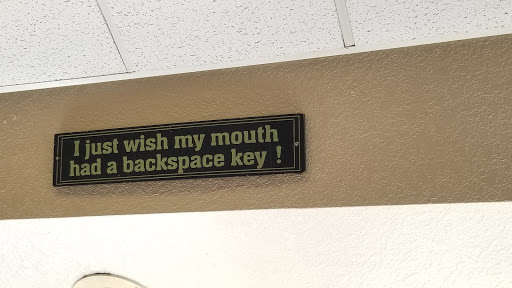 I just wish my mouth
had a backspace key !